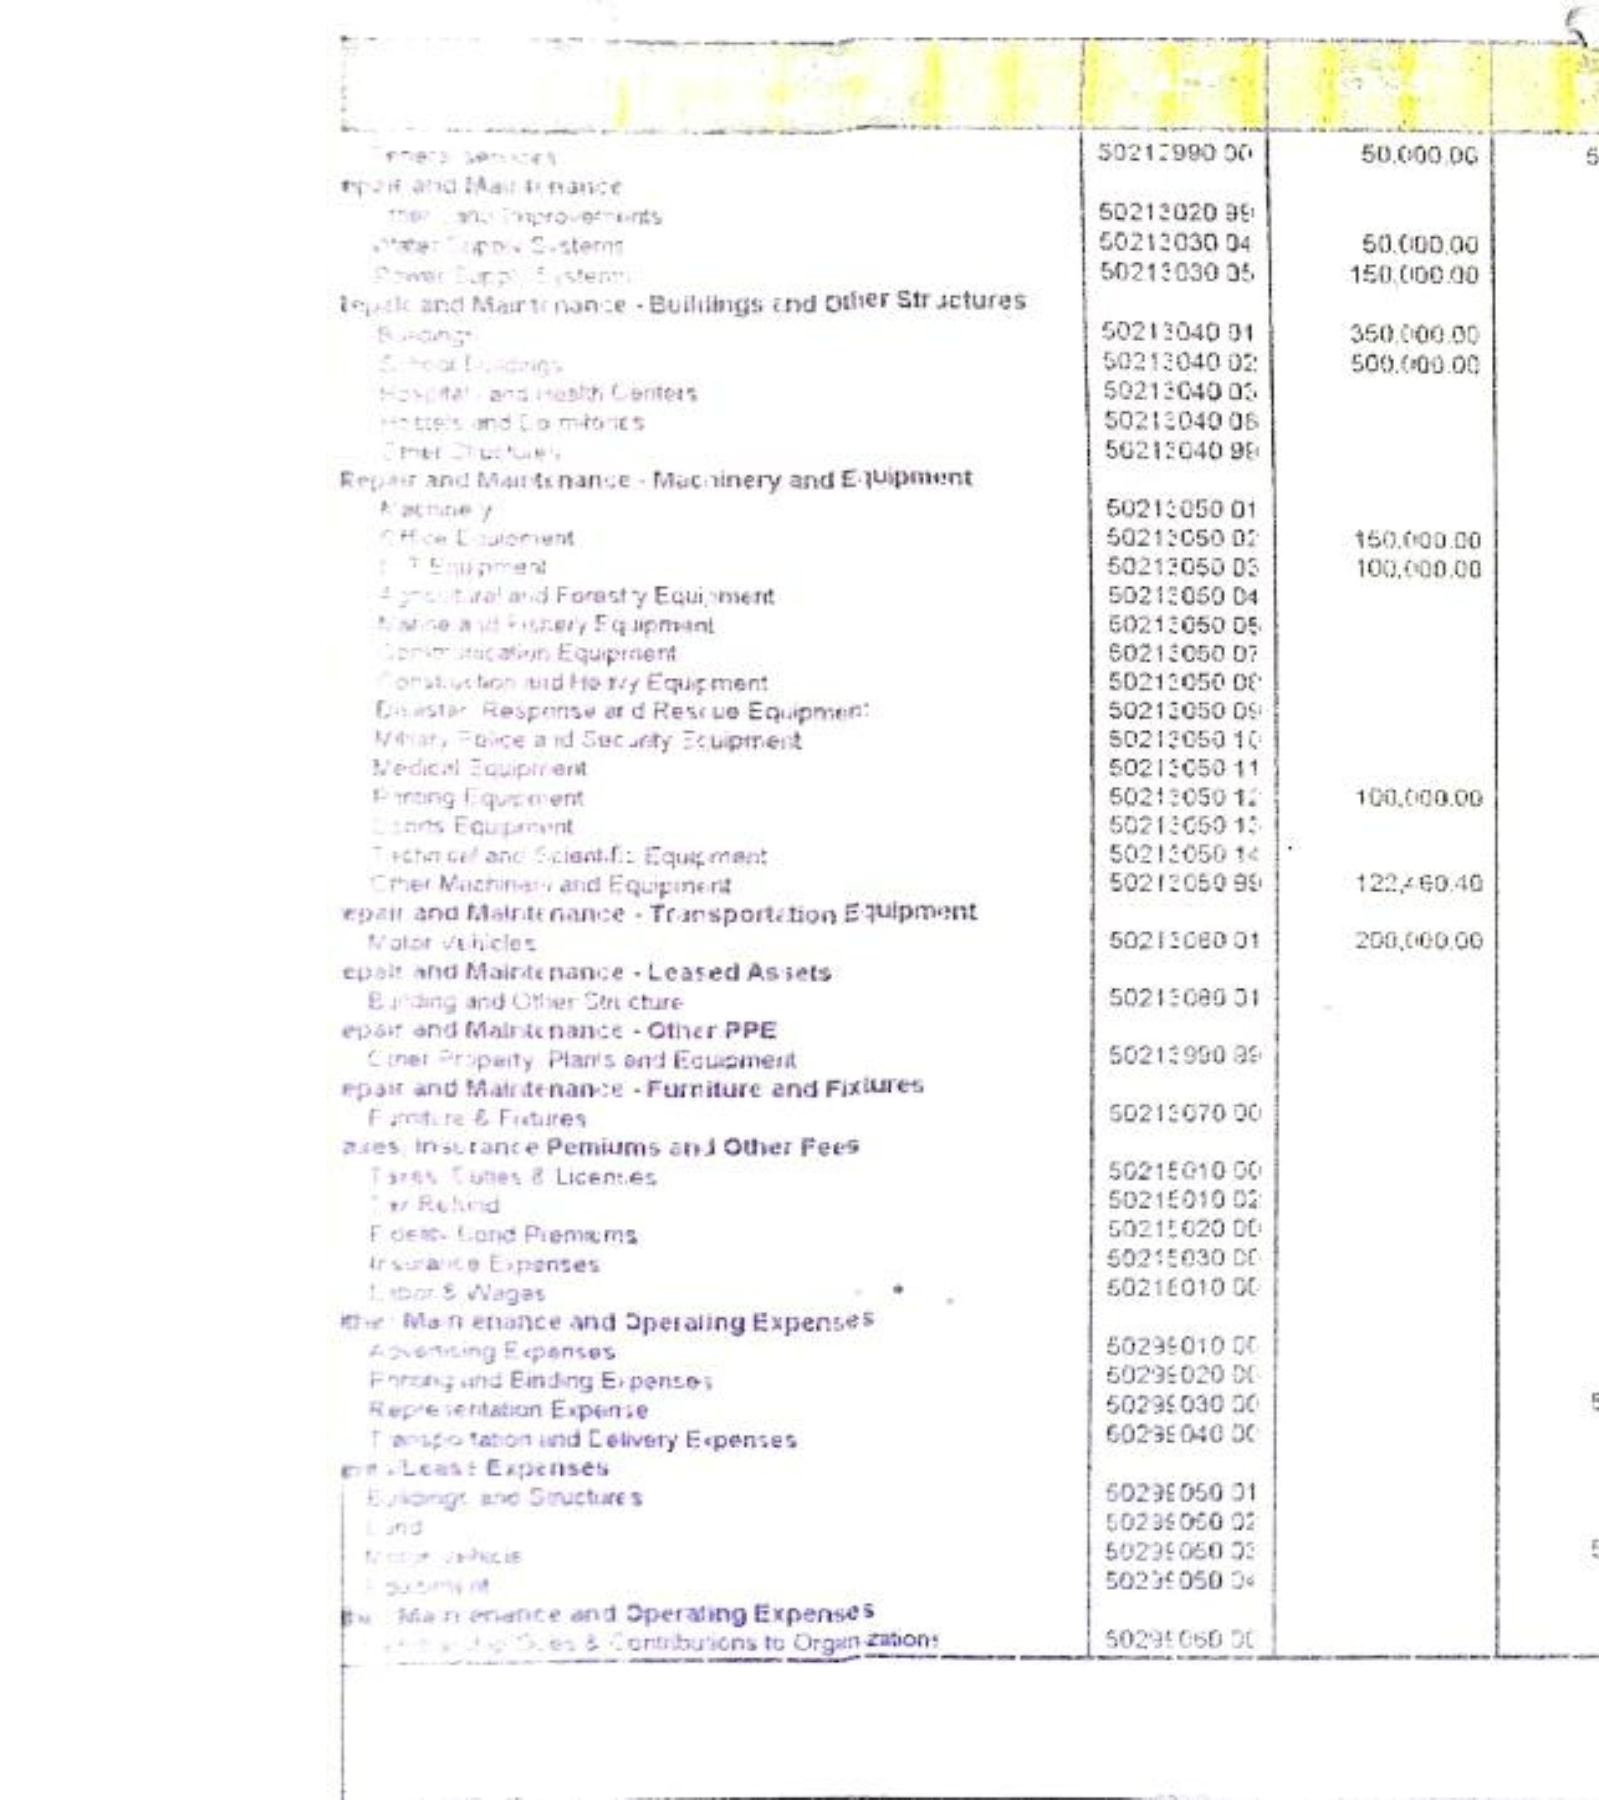 General Services 50212990 00 50,000.00
epair and Maintenance
Other Land Improvements 50213020 99
Water Supply Systems 50213030 04 50,000.00
Power Supply Systems 50213030 05 150,000.00
Repair and Maintenance - Buildings and Other Structures
Buildings 50213040 01 350,000.00
School Buildings 50213040 02 500,000.00
Hospitals and Health Centers 50213040 03
Hostels and Dormitories 50213040 06
Other Structures 50213040 99
Repair and Maintenance - Machinery and Equipment
Machinery 50213050 01
Office Equipment 50213050 02 150,000.00
ICT Equipment 50213050 03 100,000.00
Agricultural and Forestry Equipment 50213050 04
Marine and Fishery Equipment 50213050 05
Communication Equipment 50213050 07
Construction and Heavy Equipment 50213050 08
Disaster Response and Rescue Equipment 50213050 09
Military Police and Security Equipment 50213050 10
Medical Equipment 50213050 11
Printing Equipment 50213050 12 100,000.00
Sports Equipment 50213050 13
Technical and Scientific Equipment 50213050 14
Other Machinery and Equipment 50213050 99 122,460.40
epair and Maintenance - Transportation Equipment
Motor Vehicles 50213060 01 200,000.00
epair and Maintenance - Leased Assets
Building and Other Structure 50213080 01
epair and Maintenance - Other PPE
Other Property, Plants and Equipment 50213990 99
epair and Maintenance - Furniture and Fixtures
Furniture & Fixtures 50213070 00
axes, Insurance Pemiums and Other Fees
Taxes, Duties & Licenses 50215010 00
Tax Refund 50215010 02
Fidelity Bond Premiums 50215020 00
Insurance Expenses 50215030 00
Labor & Wages 50216010 00
ther Maintenance and Operating Expenses
Advertising Expenses 50299010 00
Printing and Binding Expenses 50299020 00
Representation Expense 50299030 00
Transportation and Delivery Expenses 50299040 00
Lease Expenses
Buildings and Structures 50299050 01
Land 50299050 02
Motor Vehicle 50299050 03
Equipment 50299050 04
ther Maintenance and Operating Expenses
Membership Dues & Contributions to Organizations 50299060 00